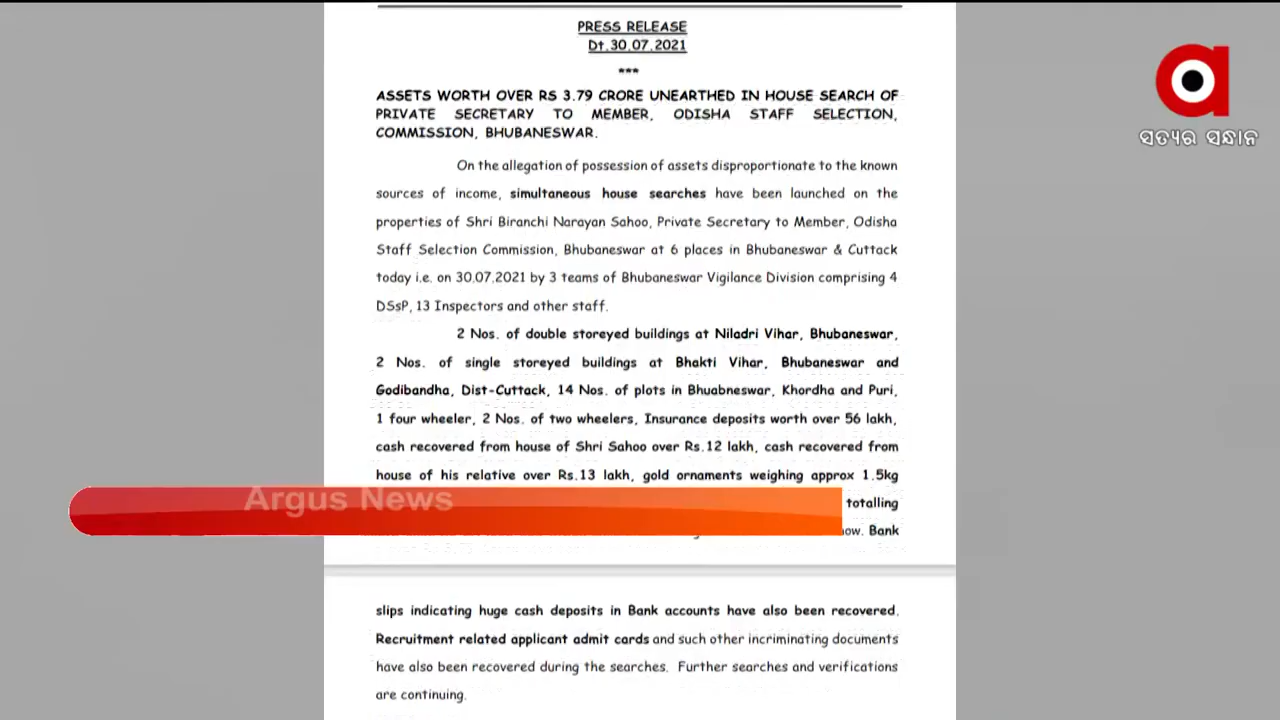 PRESS RELEASE
Dt.30.07.2021
***
ASSETS WORTH OVER RS 3.79 CRORE UNEARTHED IN HOUSE SEARCH OF
PRIVATE SECRETARY TO MEMBER, ODISHA STAFF SELECTION,
COMMISSION, BHUBANESWAR.
ସତ୍ୟର ସନ୍ଧାନ
On the allegation of possession of assets disproportionate to the known
sources of income, simultaneous house searches have been launched on the
properties of Shri Biranchi Narayan Sahoo, Private Secretary to Member, Odisha
Staff Selection Commission, Bhubaneswar at 6 places in Bhubaneswar & Cuttack
today i.e. on 30.07.2021 by 3 teams of Bhubaneswar Vigilance Division comprising 4
DSsP, 13 Inspectors and other staff.
2 Nos. of double storeyed buildings at Niladri Vihar, Bhubaneswar,
2 Nos. of single storeyed buildings at Bhakti Vihar, Bhubaneswar and
Godibandha, Dist-Cuttack, 14 Nos. of plots in Bhuabneswar, Khordha and Puri,
1 four wheeler, 2 Nos. of two wheelers, Insurance deposits worth over 56 lakh,
cash recovered from house of Shri Sahoo over Rs.12 lakh, cash recovered from
house of his relative over Rs.13 lakh, gold ornaments weighing approx 1.5kg
Argus News
totalling
Bank
slips indicating huge cash deposits in Bank accounts have also been recovered.
Recruitment related applicant admit cards and such other incriminating documents
have also been recovered during the searches. Further searches and verifications
are continuing.